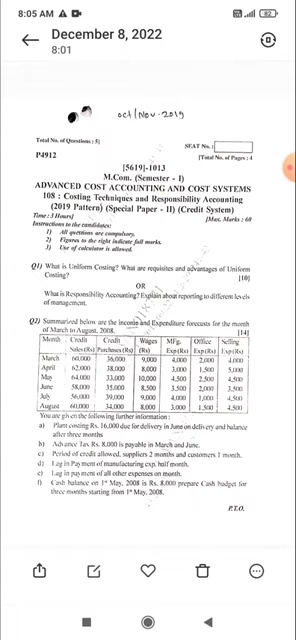 8:05 AM
82
December 8, 2022
8:01
oct/Nov-2019
Total No. of Questions : 5]
SEAT No. :
P4912
[Total No. of Pages : 4
[5619]-1013
M.Com. (Semester - I)
ADVANCED COST ACCOUNTING AND COST SYSTEMS
108 : Costing Techniques and Responsibility Accounting
(2019 Pattern) (Special Paper - II) (Credit System)
Time : 3 Hours]
[Max. Marks : 60
Instructions to the candidates:
1) All questions are compulsory.
2) Figures to the right indicate full marks.
3) Use of calculator is allowed.
Q1) What is Uniform Costing? What are requisites and advantages of Uniform
Costing?
[10]
OR
What is Responsibility Accounting? Explain about reporting to different levels
of management.
Q2) Summarized below are the income and Expenditure forecasts for the month
of March to August, 2008.
[14]
Month Credit Credit Wages MFg. Office Selling
Sales (Rs) Purchases (Rs) (Rs) Exp (Rs) Exp (Rs) Exp (Rs)
March 60,000 36,000 9,000 4,000 2,000 4,000
April 62,000 38,000 8,000 3,000 1,500 5,000
May 64,000 33,000 10,000 4,500 2,500 4,500
June 58,000 35,000 8,500 3,500 2,000 3,500
July 56,000 39,000 9,000 4,000 1,000 4,500
August 60,000 34,000 8,000 3,000 1,500 4,500
You are given the following further information :
a) Plant costing Rs. 16,000 due for delivery in June on delivery and balance
after three months
b) Advance Tax Rs. 8,000 is payable in March and June.
c) Period of credit allowed, suppliers 2 months and customers 1 month.
d) Lag in Payment of manufacturing exp. half month.
e) Lag in payment of all other expenses on month.
f) Cash balance on 1st May, 2008 is Rs. 8,000 prepare Cash budget for
three months starting from 1st May, 2008.
P.T.O.